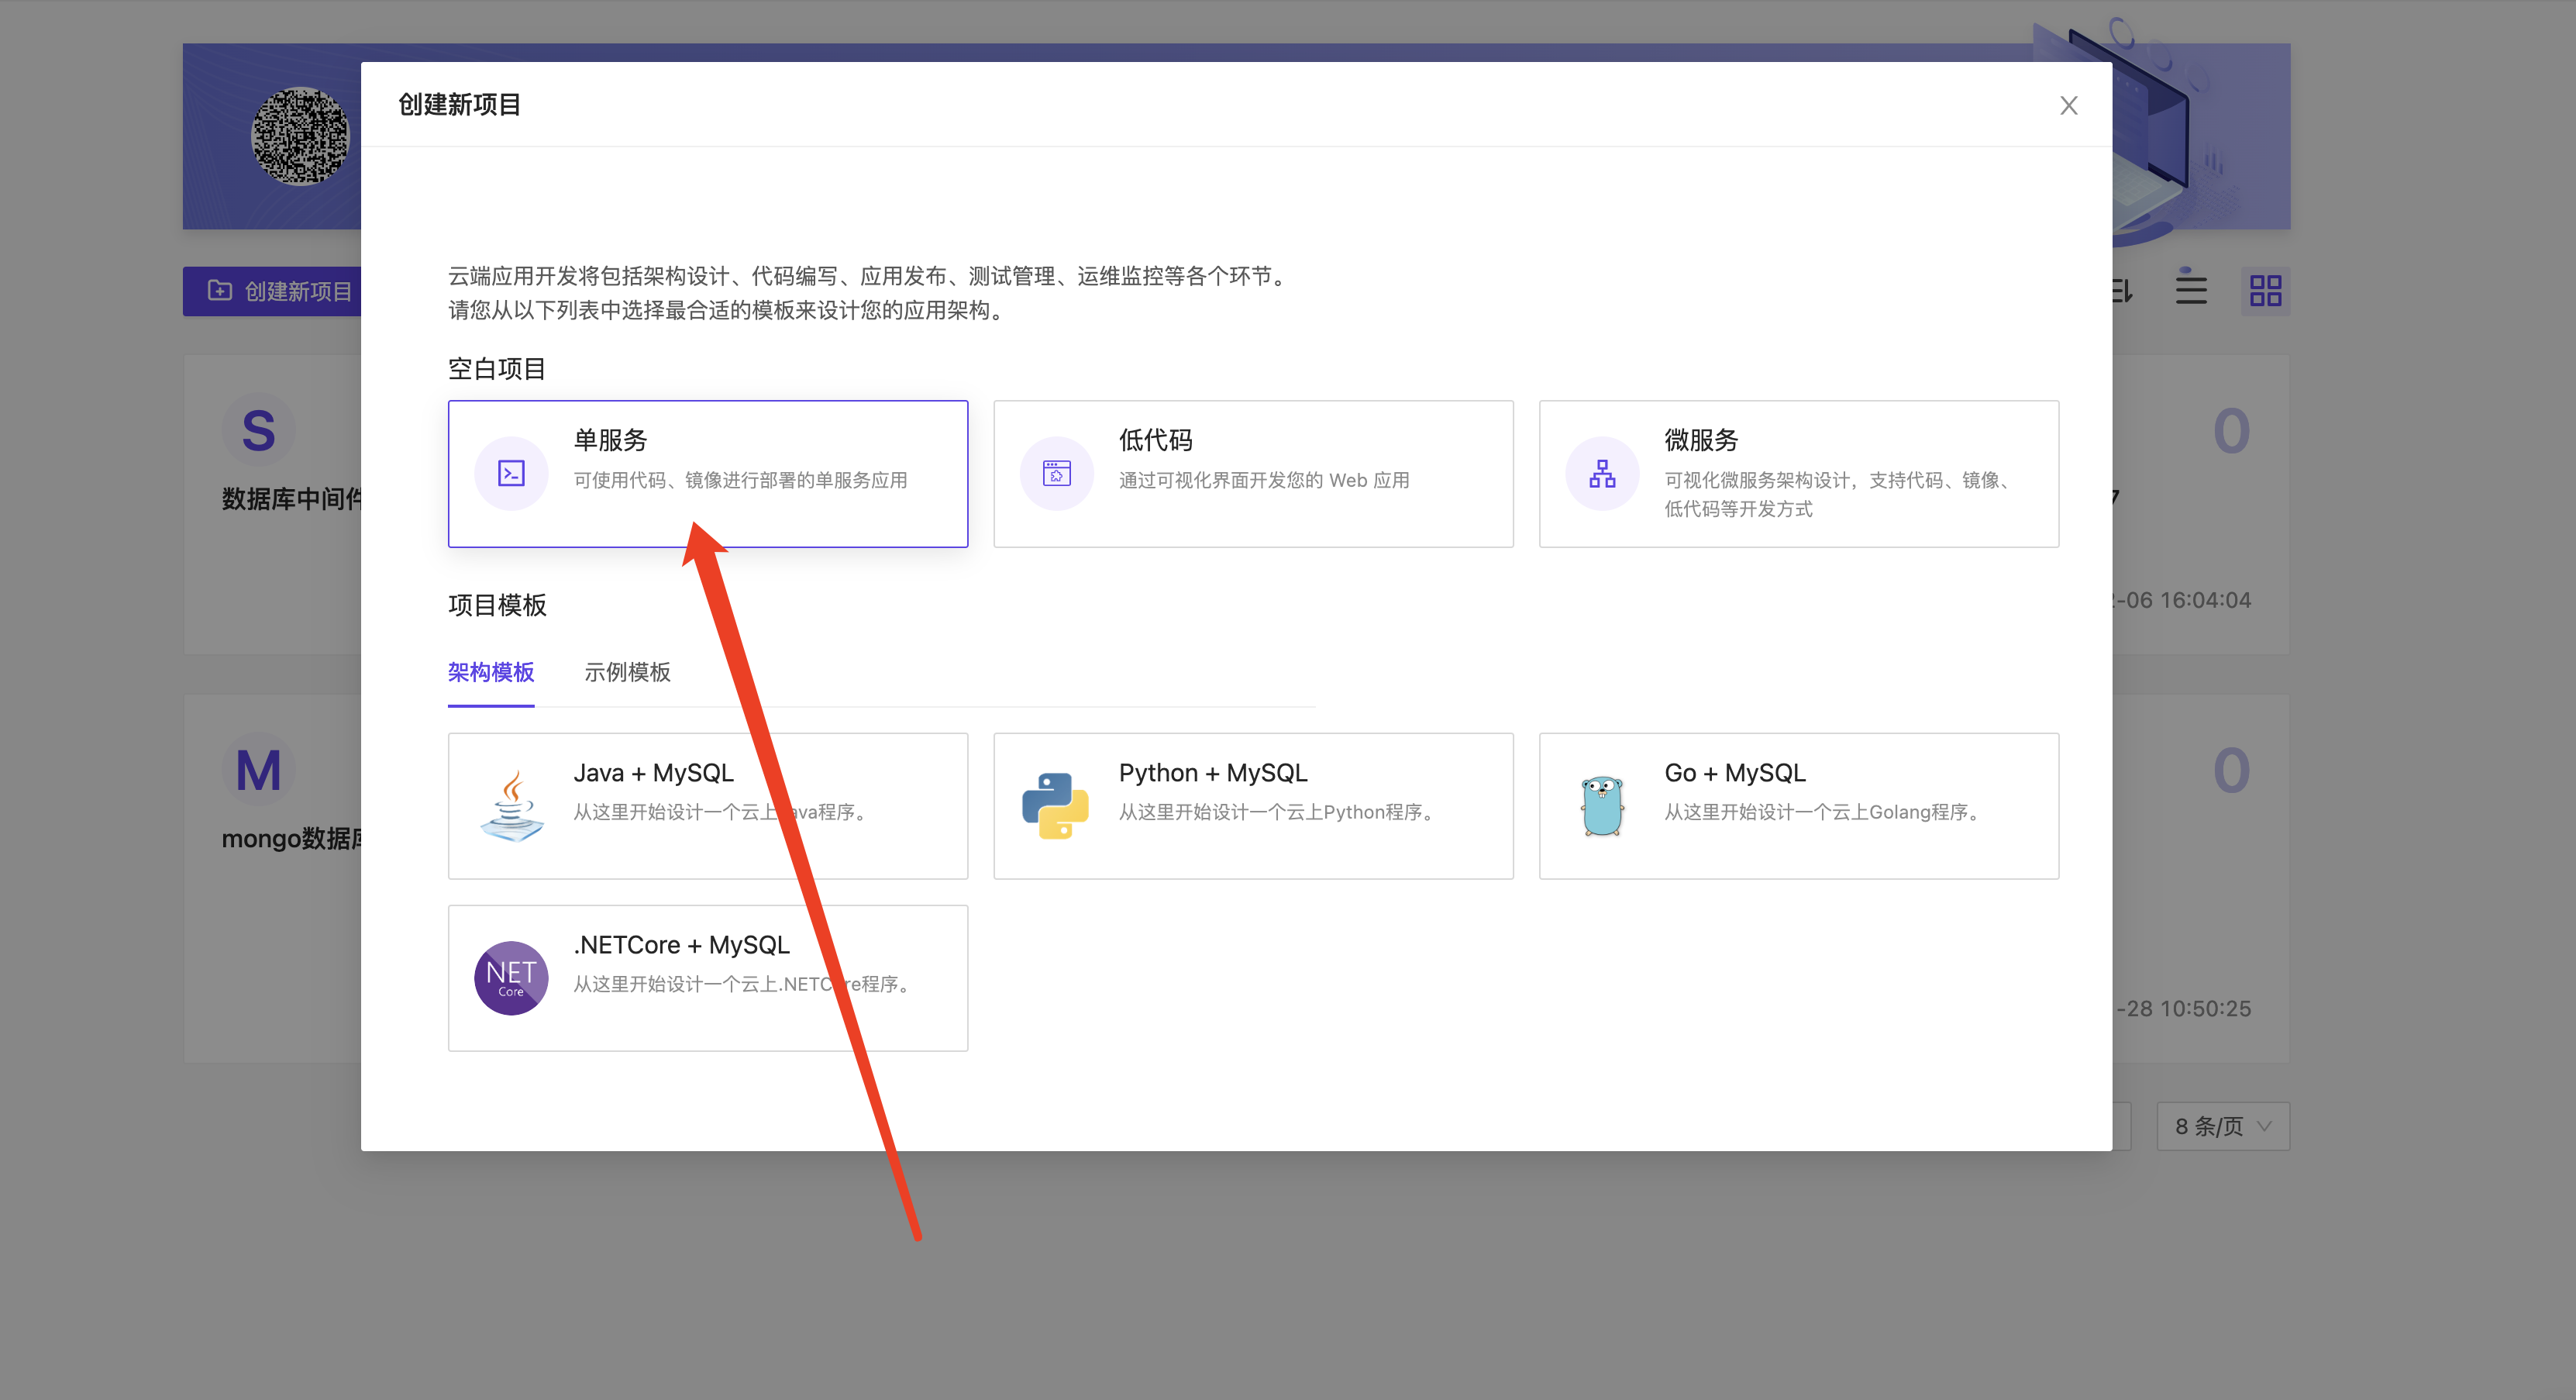 创建新项目
云端应用开发将包括架构设计、代码编写、应用发布、测试管理、运维监控等各个环节。
请您从以下列表中选择最合适的模板来设计您的应用架构。
创建新项目
空白项目
单服务
可使用代码、镜像进行部署的单服务应用
低代码
通过可视化界面开发您的 Web 应用
微服务
可视化微服务架构设计，支持代码、镜像、
低代码等开发方式
S
数据库中间件
0
7
-06 16:04:04
项目模板
架构模板 示例模板
Java + MySQL
从这里开始设计一个云上Java程序。
Python + MySQL
从这里开始设计一个云上Python程序。
Go + MySQL
从这里开始设计一个云上Golang程序。
M
mongo数据库
0
-28 10:50:25
NET
Core
.NETCore + MySQL
从这里开始设计一个云上.NETCore程序。
8 条/页